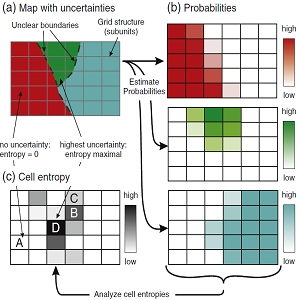 (a) Map with uncertainties
Unclear boundaries
Grid structure
(subunits)
no uncertainty:
entropy = 0
highest uncertainty:
entropy maximal
Estimate
Probabilities
(b) Probabilities
high
low
high
low
high
low
(c) Cell entropy
A
B
C
D
high
low
Analyze cell entropies